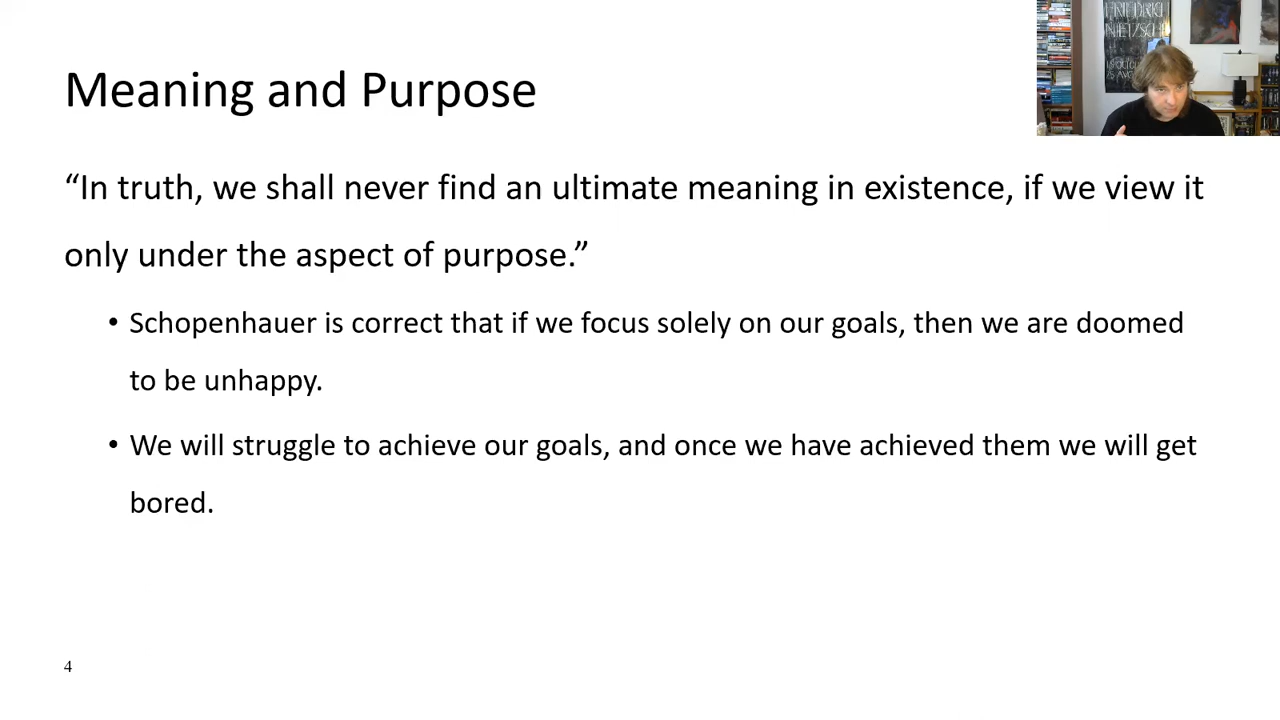 Meaning and Purpose
“In truth, we shall never find an ultimate meaning in existence, if we view it
only under the aspect of purpose.”
• Schopenhauer is correct that if we focus solely on our goals, then we are doomed
to be unhappy.
• We will struggle to achieve our goals, and once we have achieved them we will get
bored.
4
FRIEDRICH
NIETZSCHE